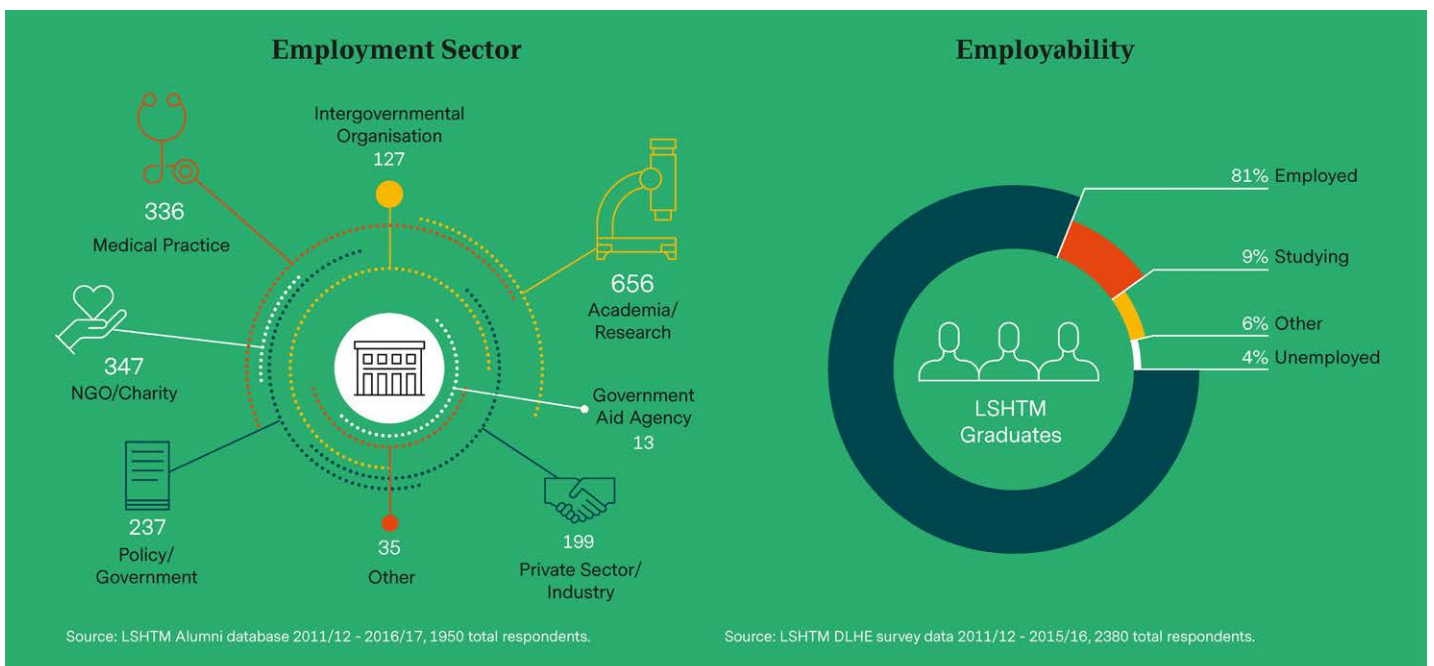 Employment Sector
Intergovernmental
Organisation
127
336
Medical Practice
656
Academia/
Research
347
NGO/Charity
Government
Aid Agency
13
237
Policy/
Government
35
Other
199
Private Sector/
Industry
Source: LSHTM Alumni database 2011/12 - 2016/17, 1950 total respondents.
Employability
81% Employed
9% Studying
6% Other
4% Unemployed
LSHTM
Graduates
Source: LSHTM DLHE survey data 2011/12 - 2015/16, 2380 total respondents.